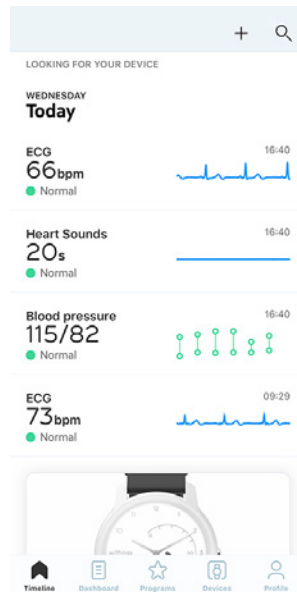 LOOKING FOR YOUR DEVICE
WEDNESDAY
Today
ECG
16:40
66bpm
Normal
Heart Sounds
16:40
20s
Normal
Blood pressure
16:40
115/82
Normal
ECG
09:29
73bpm
Normal
Timeline Dashboard Programs Devices Profile